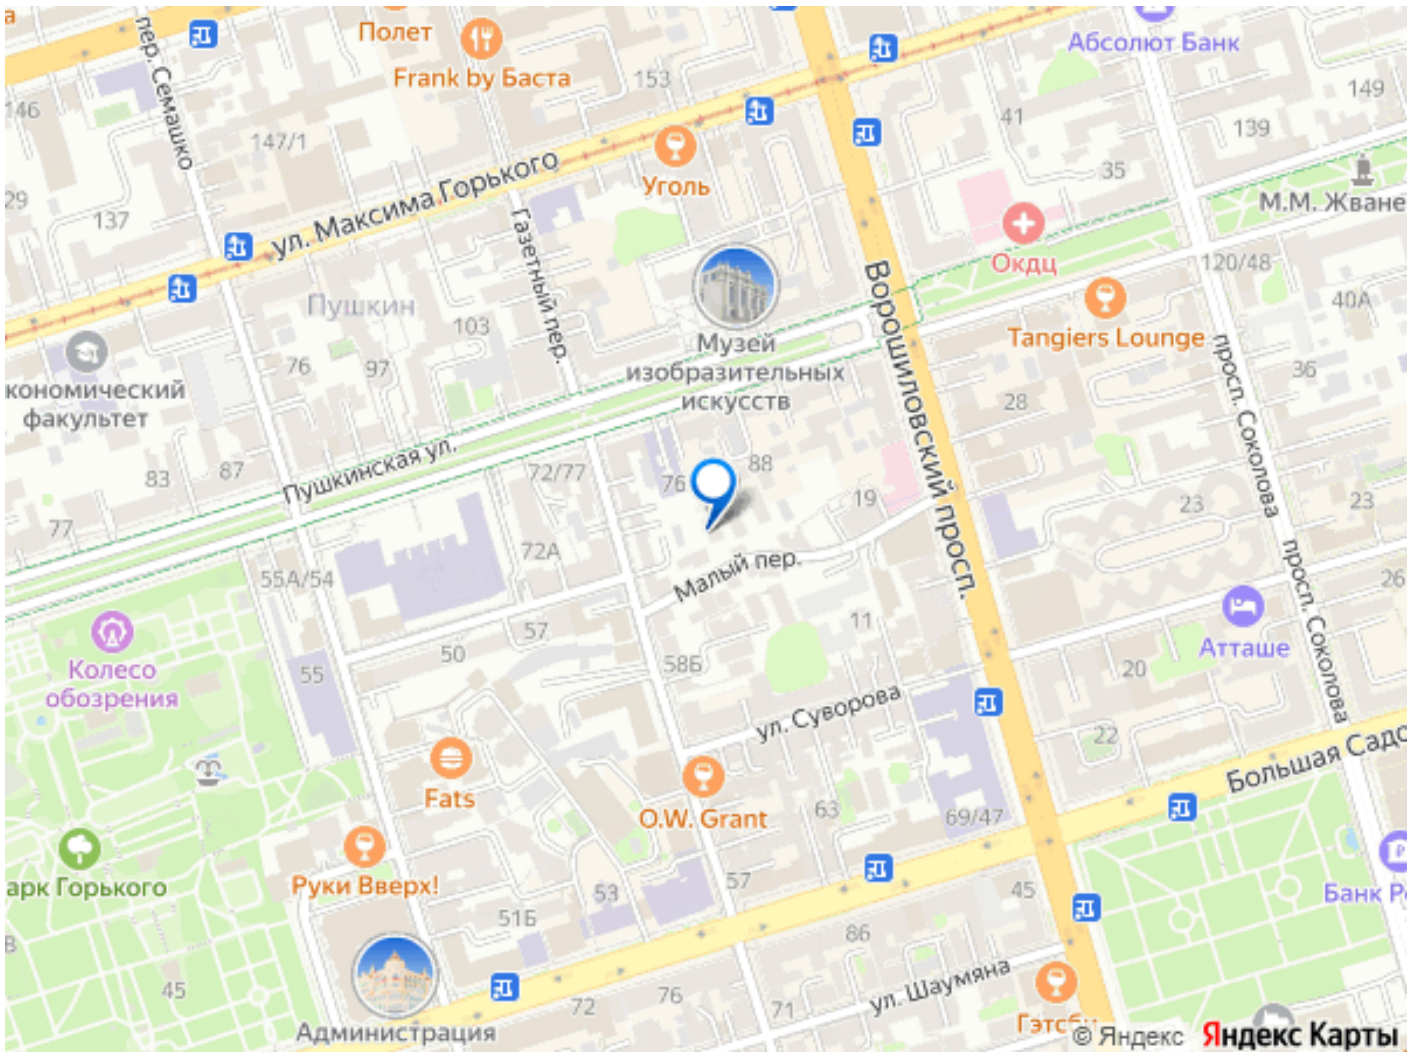 а
пер. Семашко
Полет
Frank by Баста
Абсолют Банк
146
153
149
147/1
41
139
35
Уголь
ул. Максима Горького
29
137
М.М. Жване
Газетный пер.
Окдц
120/48
Пушкин
40А
103
Tangiers Lounge
Музей
изобразительных
искусств
Ворошиловский просп.
просп. Соколова
76
97
36
кономический
факультет
28
Пушкинская ул.
83
87
72/77
76
88
19
23
23
77
72А
55А/54
Малый пер.
26
просп. Соколова
Колесо
обозрения
57
11
50
58Б
Атташе
55
20
ул. Суворова
22
Большая Садо
Fats
O.W. Grant
63
69/47
арк Горького
Руки Вверх!
57
53
45
Банк Р
51Б
86
В
45
72
76
71
ул. Шаумяна
Администрация
Гэтсби
© Яндекс Яндекс Карты